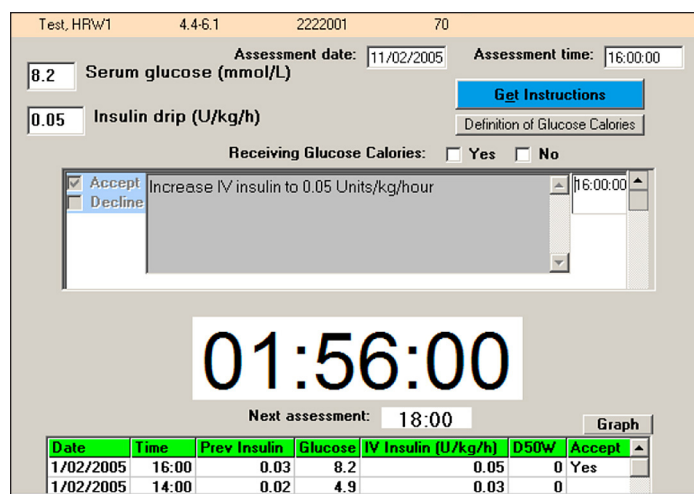 Test, HRW1 4.4-6.1 2222001 70
Assessment date: 11/02/2005 Assessment time: 16:00:00
8.2 Serum glucose (mmol/L)
Get Instructions
0.05 Insulin drip (U/kg/h)
Definition of Glucose Calories
Receiving Glucose Calories: Yes No
Accept Increase IV insulin to 0.05 Units/kg/hour 16:00:00
Decline
01:56:00
Next assessment: 18:00
Graph
Date Time Prev Insulin Glucose IV Insulin (U/kg/h) D50W Accept
1/02/2005 16:00 0.03 8.2 0.05 0 Yes
1/02/2005 14:00 0.02 4.9 0.03 0